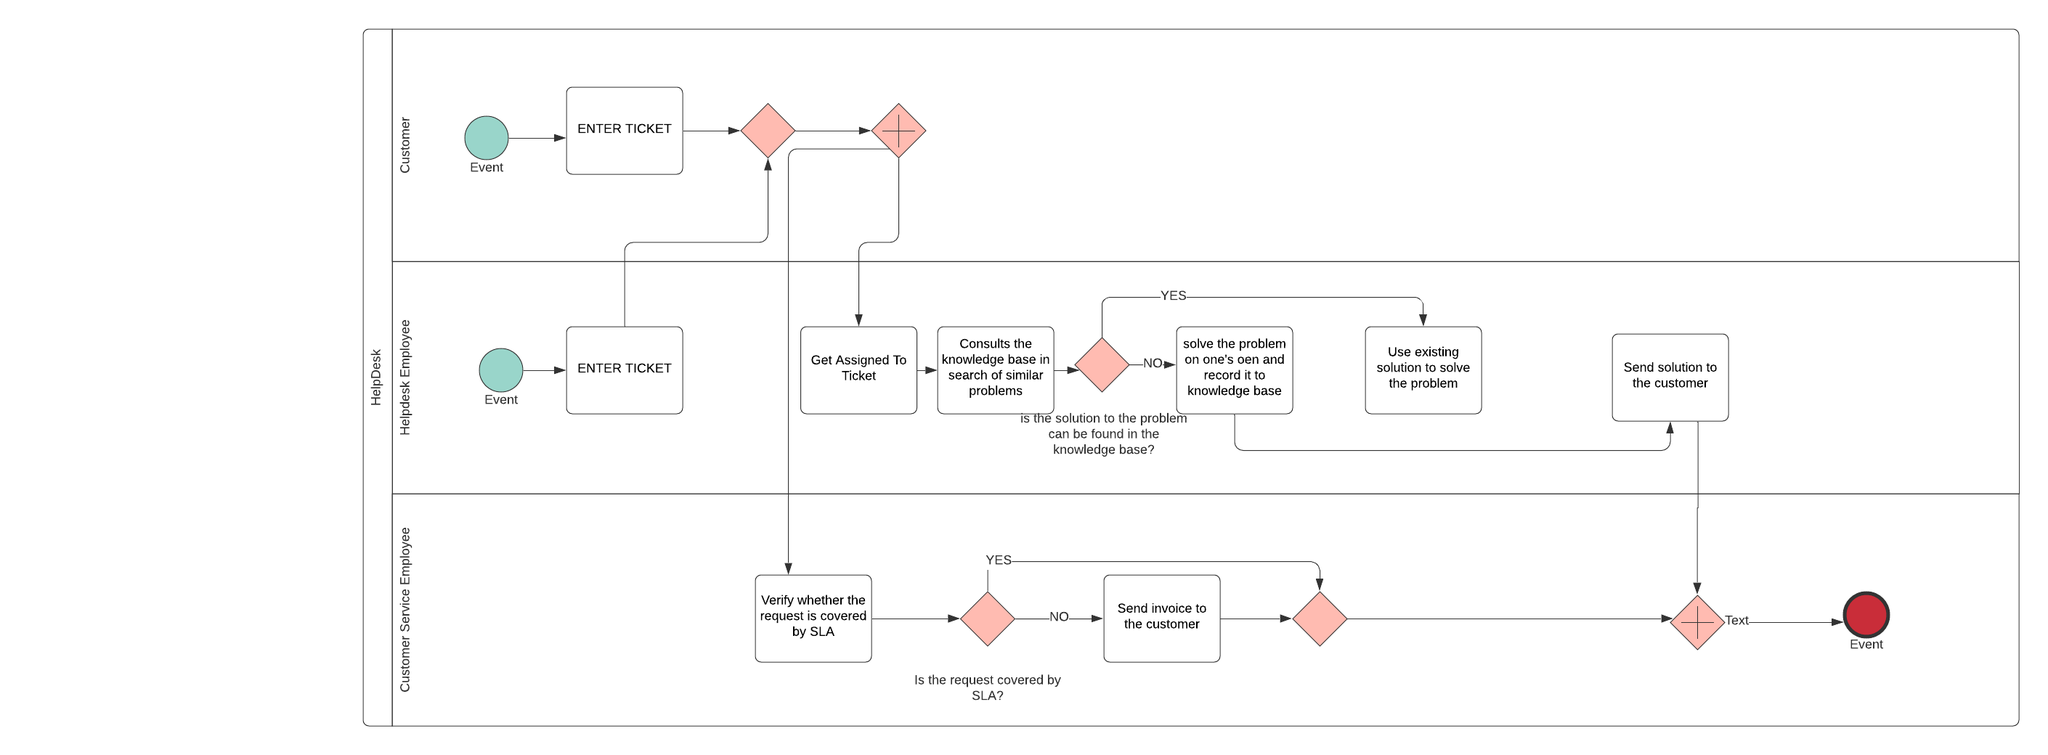 HelpDesk
Customer
Event
ENTER TICKET
Helpdesk Employee
Event
ENTER TICKET
Get Assigned To
Ticket
Consults the
knowledge base in
search of similar
problems
is the solution to the problem
can be found in the
knowledge base?
YES
NO
solve the problem
on one's oen and
record it to
knowledge base
Use existing
solution to solve
the problem
Send solution to
the customer
Customer Service Employee
Verify whether the
request is covered
by SLA
Is the request covered by
SLA?
YES
NO
Send invoice to
the customer
Text
Event